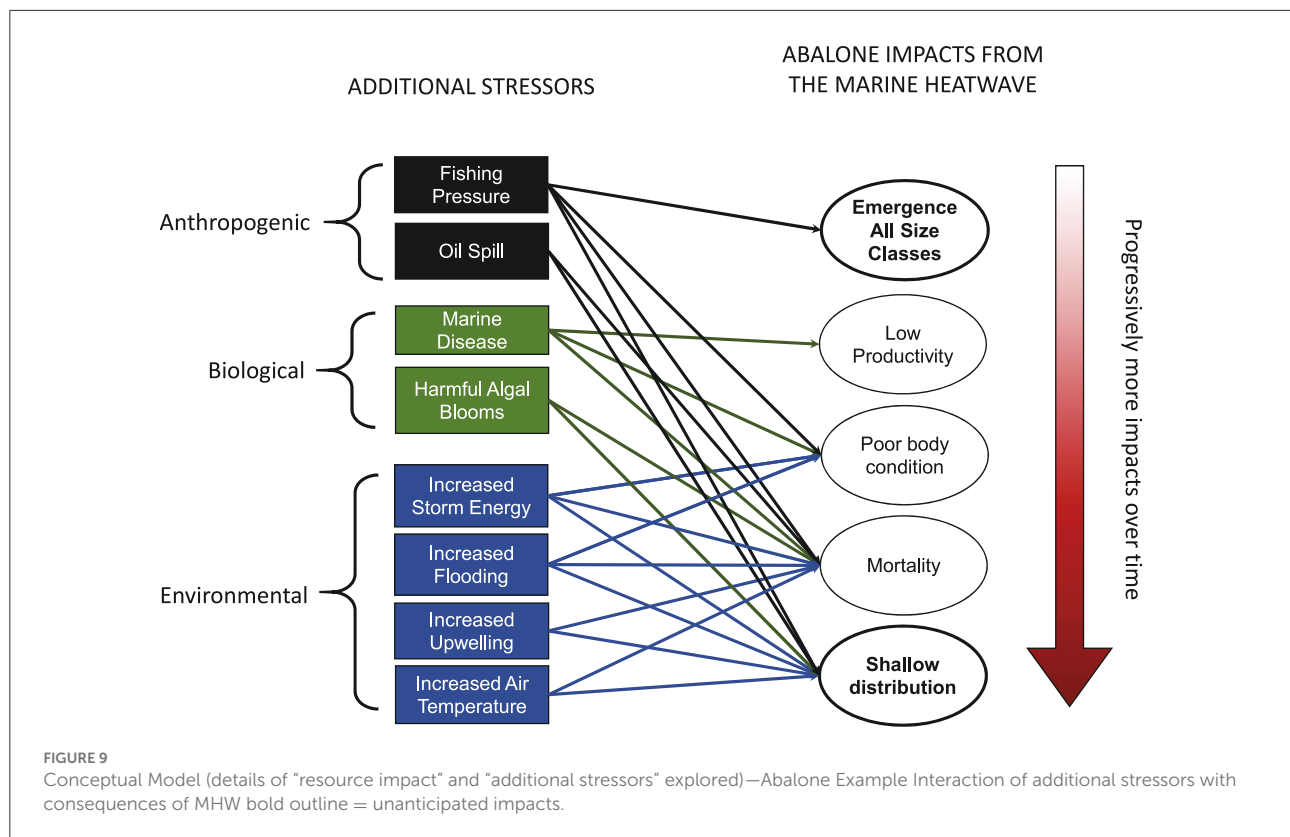 ADDITIONAL STRESSORS
ABALONE IMPACTS FROM
THE MARINE HEATWAVE
Anthropogenic
Fishing
Pressure
Oil Spill
Biological
Marine
Disease
Harmful Algal
Blooms
Environmental
Increased
Storm Energy
Increased
Flooding
Increased
Upwelling
Increased Air
Temperature
Emergence
All Size
Classes
Low
Productivity
Poor body
condition
Mortality
Shallow
distribution
Progressively more impacts over time
FIGURE 9
Conceptual Model (details of “resource impact” and “additional stressors” explored)—Abalone Example Interaction of additional stressors with
consequences of MHW bold outline = unanticipated impacts.